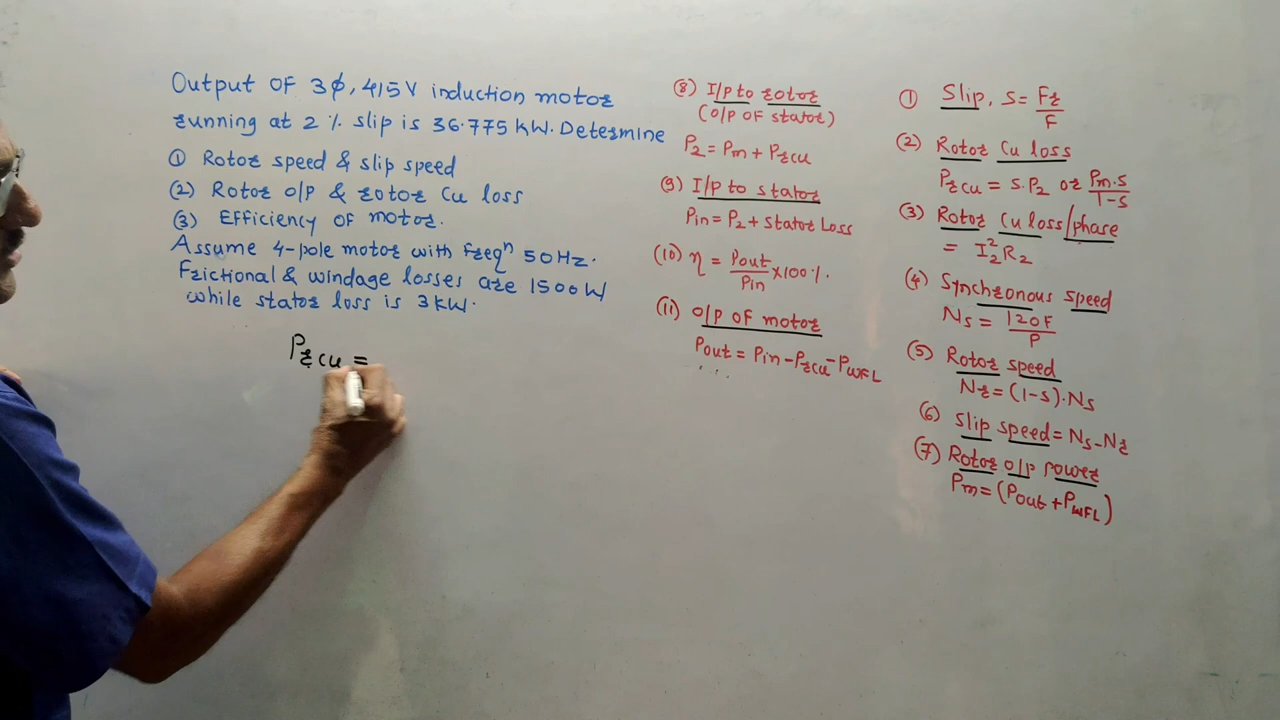 Output OF 3ϕ, 415V induction motor
running at 2 % slip is 36.775 kW. Determine
① Rotor speed & slip speed
(2) Rotor o/p & rotor Cu loss
(3) Efficiency of motor.
Assume 4-pole motor with freqⁿ 50Hz.
Frictional & windage losses are 1500 W
while stator loss is 3 kW.
Prcu =
(8) I/p to rotor
(O/p OF stator)
P2 = Pm + Prcu
(9) I/p to stator
Pin = P2 + stator Loss
(10) η = Pout/Pin × 100 %.
(11) O/p OF motor
Pout = Pin - Prcu - PWFL
① Slip, s = Fr/F
(2) Rotor Cu loss
Prcu = s.P2 or Pm.s/1-s
(3) Rotor Cu loss/phase
= I2² R2
(4) Synchronous speed
Ns = 120F/P
(5) Rotor speed
Nr = (1-s).Ns
(6) Slip speed = Ns - Nr
(7) Rotor o/p power
Pm = (Pout + PWFL)